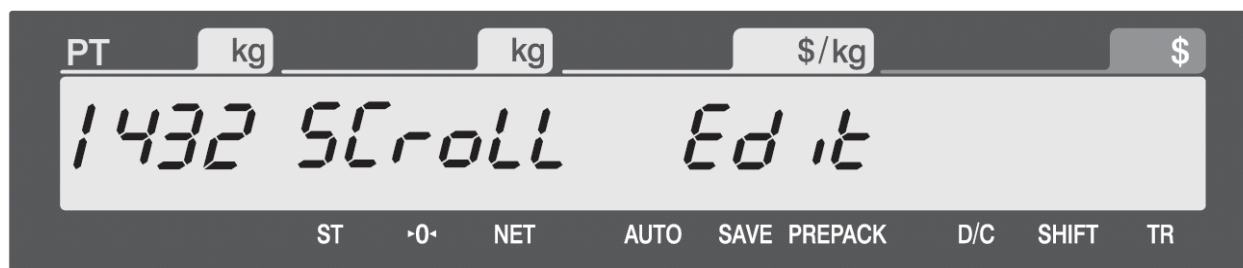 PT kg kg $/kg $
1432 SCroLL Edit
ST ▸0◂ NET AUTO SAVE PREPACK D/C SHIFT TR